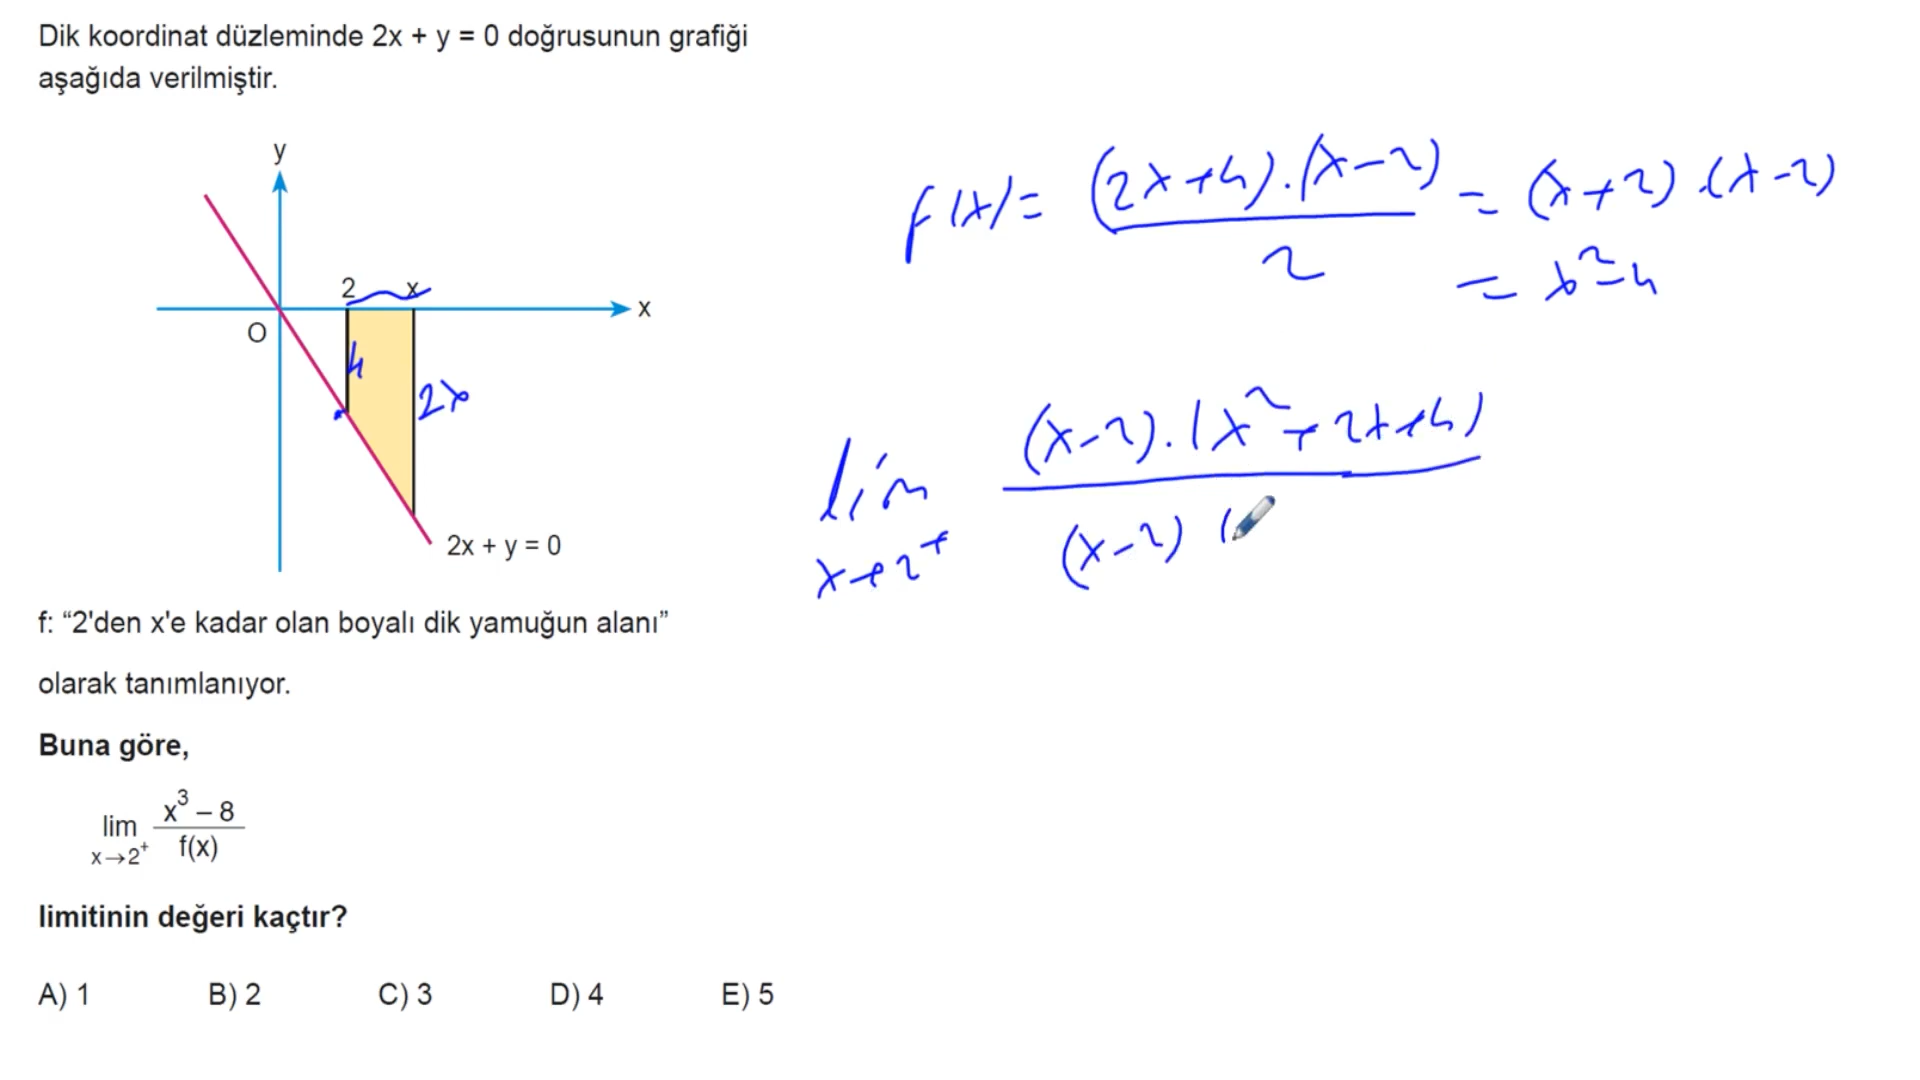 Dik koordinat düzleminde 2x + y = 0 doğrusunun grafiği
aşağıda verilmiştir.
y
2 x
x
O
4
2x
2x + y = 0
f: “2'den x'e kadar olan boyalı dik yamuğun alanı”
olarak tanımlanıyor.
Buna göre,
lim x→2⁺ (x³ – 8) / f(x)
limitinin değeri kaçtır?
A) 1 B) 2 C) 3 D) 4 E) 5
f(x) = (2x+4).(x-2) / 2 = (x+2).(x-2)
= x²-4
lim x→2⁺ (x-2).(x²+2x+4) / (x-2) (